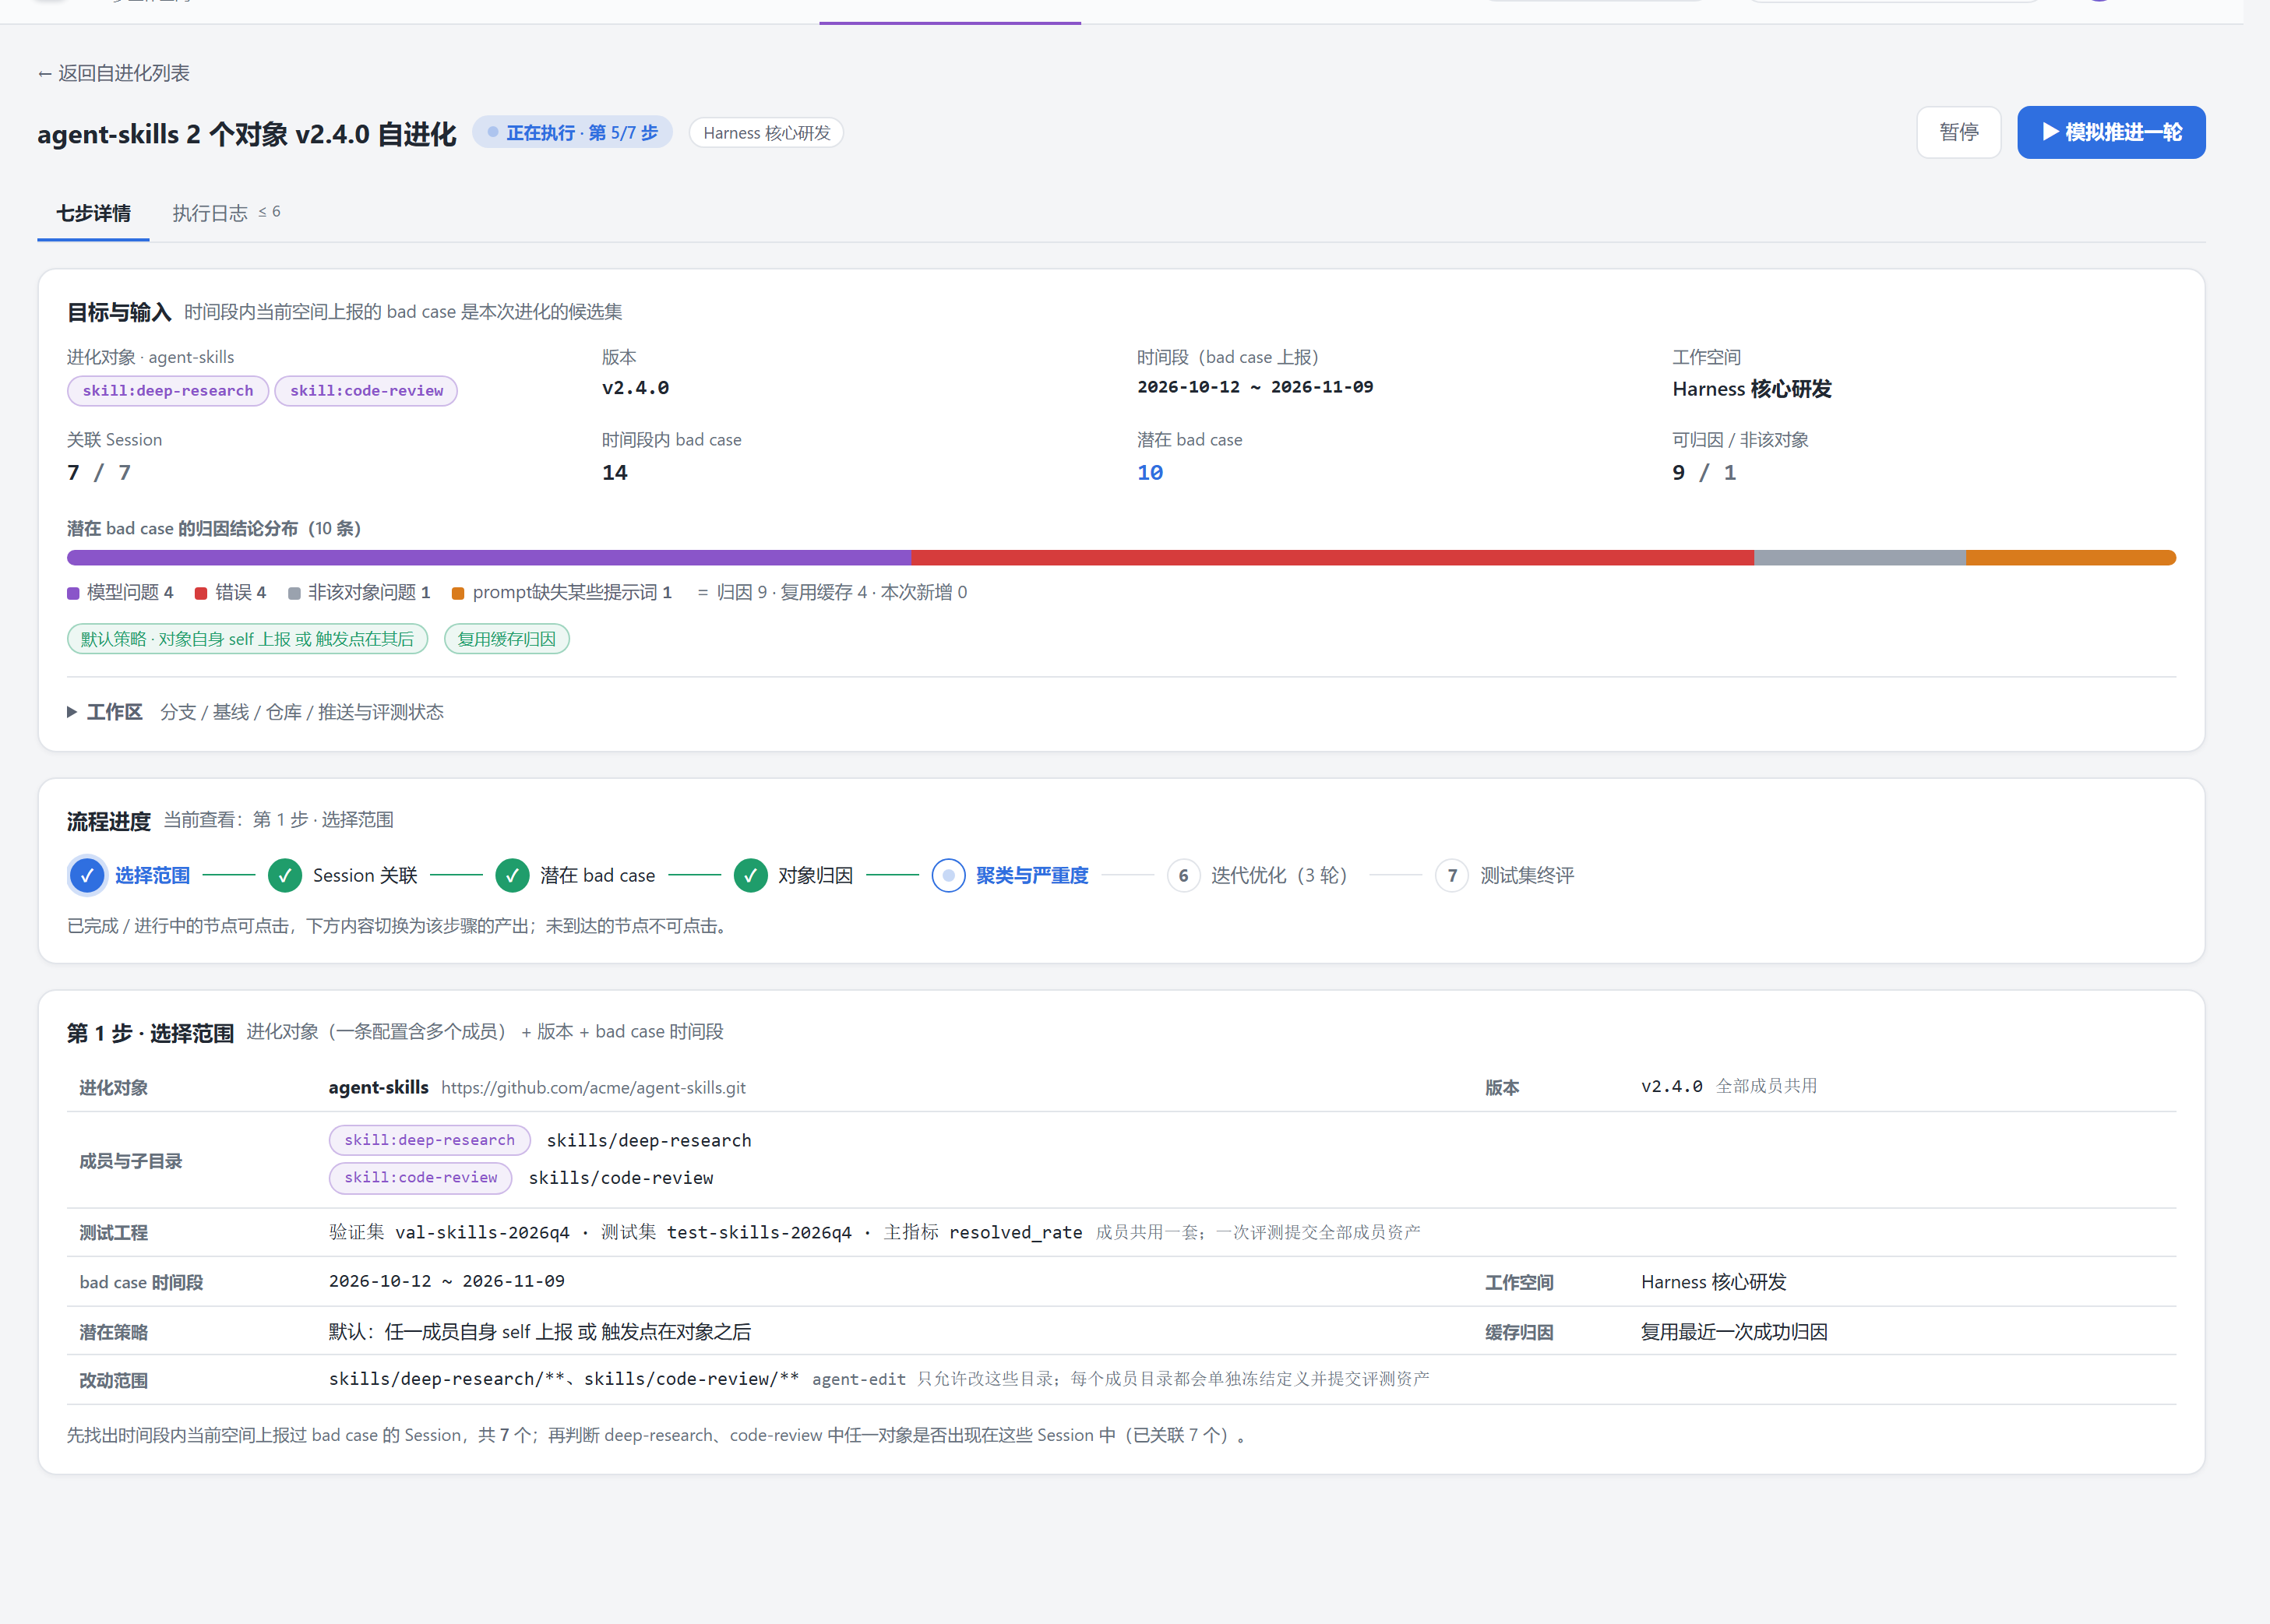 ← 返回自进化列表
agent-skills 2 个对象 v2.4.0 自进化 正在执行 · 第 5/7 步 Harness 核心研发 暂停 ▶ 模拟推进一轮
七步详情 执行日志 ≤ 6
目标与输入 时间段内当前空间上报的 bad case 是本次进化的候选集
进化对象 · agent-skills 版本 时间段（bad case 上报） 工作空间
skill:deep-research skill:code-review v2.4.0 2026-10-12 ~ 2026-11-09 Harness 核心研发
关联 Session 时间段内 bad case 潜在 bad case 可归因 / 非该对象
7 / 7 14 10 9 / 1
潜在 bad case 的归因结论分布（10 条）
模型问题 4 错误 4 非该对象问题 1 prompt缺失某些提示词 1 = 归因 9 · 复用缓存 4 · 本次新增 0
默认策略 · 对象自身 self 上报 或 触发点在其后 复用缓存归因
▶ 工作区 分支 / 基线 / 仓库 / 推送与评测状态
流程进度 当前查看：第 1 步 · 选择范围
✓ 选择范围 ✓ Session 关联 ✓ 潜在 bad case ✓ 对象归因 聚类与严重度 6 迭代优化（3 轮） 7 测试集终评
已完成 / 进行中的节点可点击，下方内容切换为该步骤的产出；未到达的节点不可点击。
第 1 步 · 选择范围 进化对象（一条配置含多个成员） + 版本 + bad case 时间段
进化对象 agent-skills https://github.com/acme/agent-skills.git 版本 v2.4.0 全部成员共用
成员与子目录 skill:deep-research skills/deep-research
skill:code-review skills/code-review
测试工程 验证集 val-skills-2026q4 · 测试集 test-skills-2026q4 · 主指标 resolved_rate 成员共用一套；一次评测提交全部成员资产
bad case 时间段 2026-10-12 ~ 2026-11-09 工作空间 Harness 核心研发
潜在策略 默认：任一成员自身 self 上报 或 触发点在对象之后 缓存归因 复用最近一次成功归因
改动范围 skills/deep-research/**、skills/code-review/** agent-edit 只允许改这些目录；每个成员目录都会单独冻结定义并提交评测资产
先找出时间段内当前空间上报过 bad case 的 Session，共 7 个；再判断 deep-research、code-review 中任一对象是否出现在这些 Session 中（已关联 7 个）。